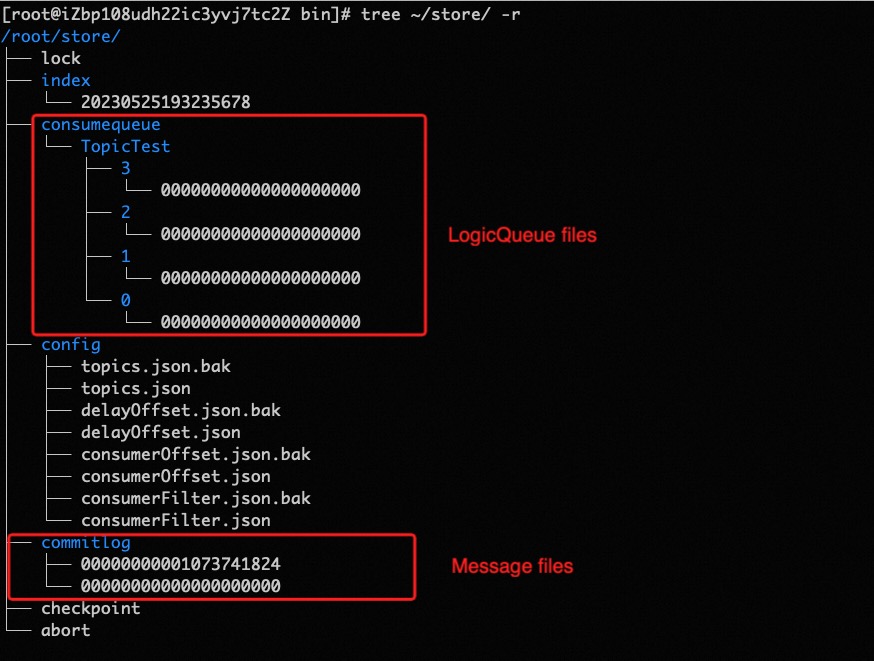 [root@iZbp108udh22ic3yvj7tc2Z bin]# tree ~/store/ -r
/root/store/
├── lock
├── index
│   └── 20230525193235678
├── consumequeue
│   └── TopicTest
│       ├── 3
│       │   └── 00000000000000000000
│       ├── 2
│       │   └── 00000000000000000000
│       ├── 1
│       │   └── 00000000000000000000
│       └── 0
│           └── 00000000000000000000
LogicQueue files
├── config
│   ├── topics.json.bak
│   ├── topics.json
│   ├── delayOffset.json.bak
│   ├── delayOffset.json
│   ├── consumerOffset.json.bak
│   ├── consumerOffset.json
│   ├── consumerFilter.json.bak
│   └── consumerFilter.json
├── commitlog
│   ├── 00000000001073741824
│   └── 00000000000000000000
Message files
├── checkpoint
└── abort